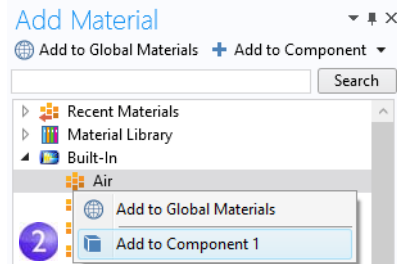 Add Material
Add to Global Materials + Add to Component
Search
Recent Materials
Material Library
Built-In
Air
Add to Global Materials
2 Add to Component 1